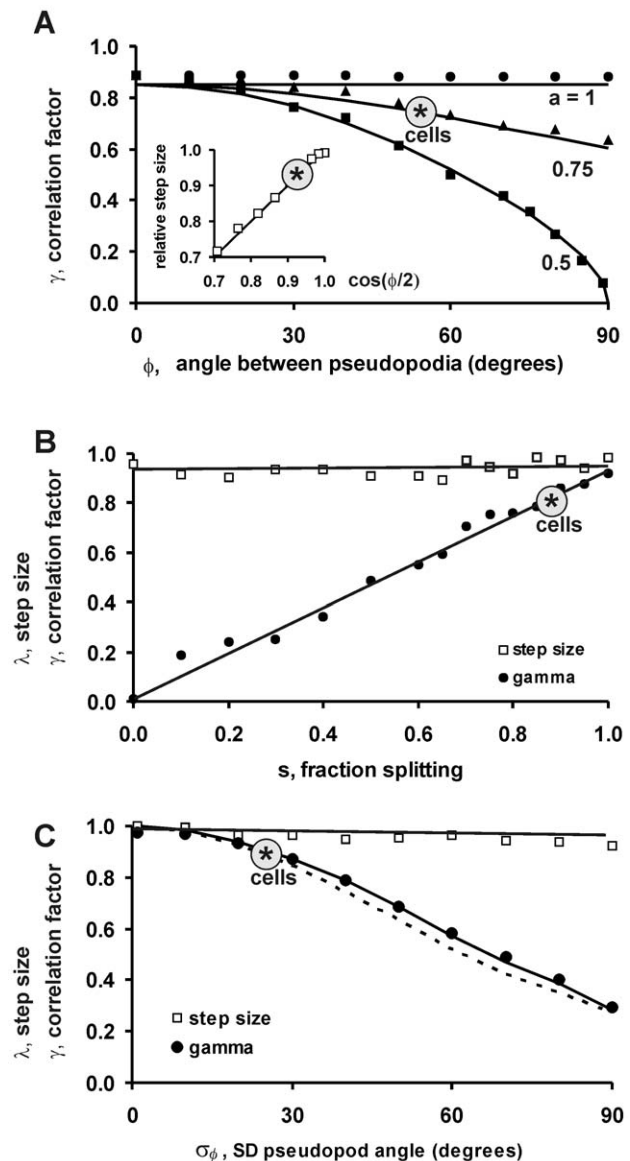 A
1.0
0.8
0.6
0.4
0.2
0.0
γ, correlation factor
a = 1
*
cells
0.75
0.5
1.0
0.9
0.8
0.7
relative step size
*
0.7 0.8 0.9 1.0
cos(ϕ/2)
0 30 60 90
ϕ, angle between pseudopodia (degrees)
B
1.0
0.8
0.6
0.4
0.2
0.0
λ, step size
γ, correlation factor
*
cells
□ step size
● gamma
0.0 0.2 0.4 0.6 0.8 1.0
s, fraction splitting
C
1.0
0.8
0.6
0.4
0.2
0.0
λ, step size
γ, correlation factor
*
cells
□ step size
● gamma
0 30 60 90
σϕ, SD pseudopod angle (degrees)